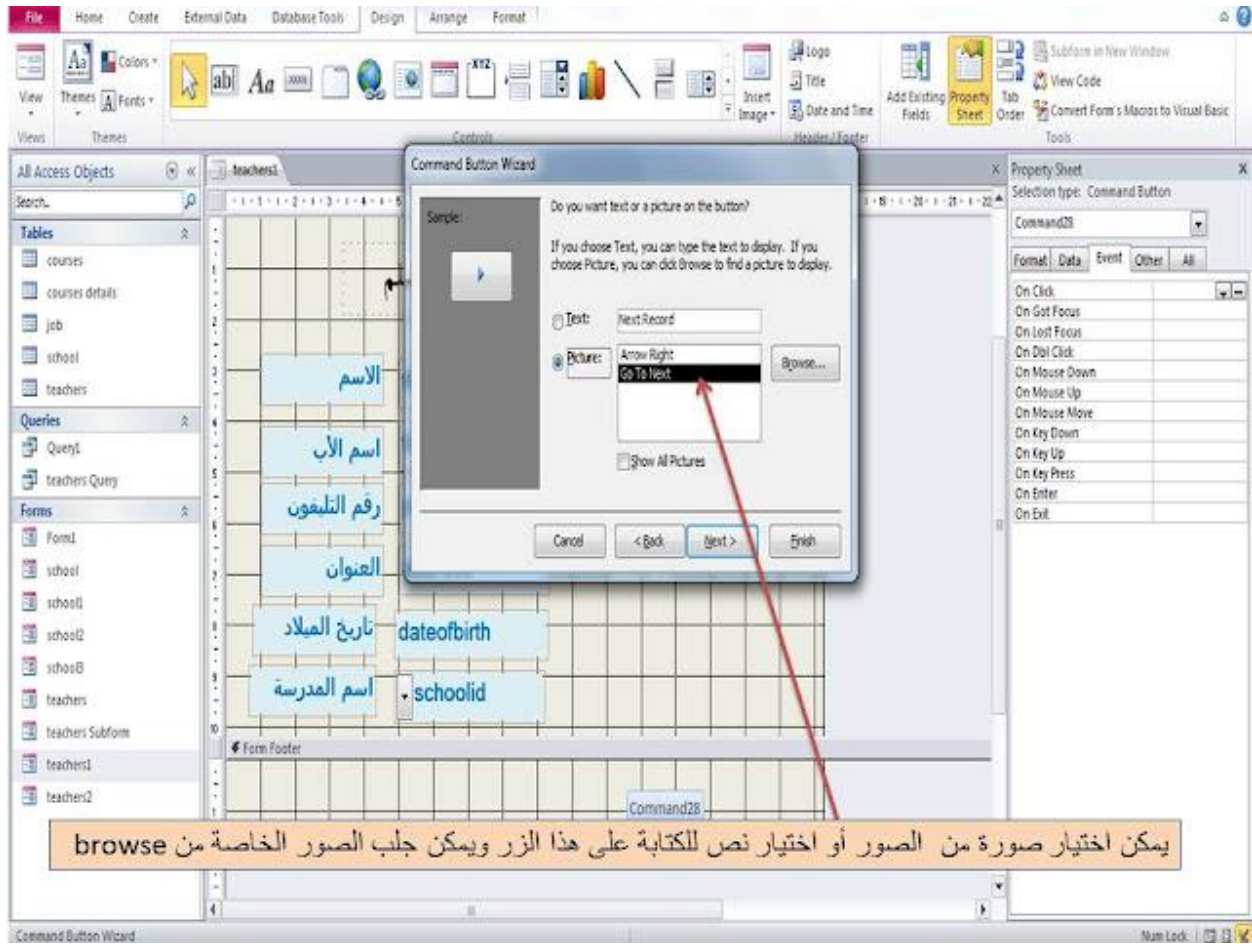 File Home Create External Data Database Tools Design Arrange Format
View
Themes
Colors
Fonts
Aa
ab
Aa
XYZ
Insert Image
Logo
Title
Date and Time
Add Existing Fields
Property Sheet
Tab Order
Subform in New Window
View Code
Convert Form's Macros to Visual Basic
Views Themes Controls Header / Footer Tools
All Access Objects
Search...
Tables
courses
courses details
job
school
teachers
Queries
Query1
teachers Query
Forms
Form1
school
school1
school2
school3
teachers
teachers Subform
teachers1
teachers2
teachers1
الاسم
اسم الأب
رقم التليفون
العنوان
تاريخ الميلاد
dateofbirth
اسم المدرسة
schoolid
Form Footer
Command28
Command Button Wizard
Sample:
Do you want text or a picture on the button?
If you choose Text, you can type the text to display. If you
choose Picture, you can click Browse to find a picture to display.
Text: Next Record
Picture: Arrow Right
Go To Next
Browse...
Show All Pictures
Cancel < Back Next > Finish
Property Sheet
Selection type: Command Button
Command28
Format Data Event Other All
On Click
On Got Focus
On Lost Focus
On Dbl Click
On Mouse Down
On Mouse Up
On Mouse Move
On Key Down
On Key Up
On Key Press
On Enter
On Exit
يمكن اختيار صورة من الصور أو اختيار نص للكتابة على هذا الزر ويمكن جلب الصور الخاصة من browse
Command Button Wizard
Num Lock